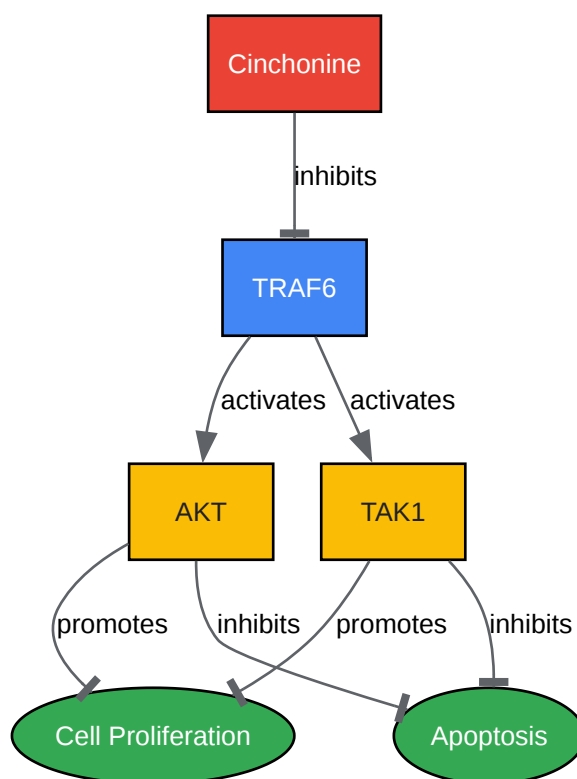 Cinchonine
inhibits
TRAF6
activates
activates
AKT
TAK1
promotes
inhibits
promotes
inhibits
Cell Proliferation
Apoptosis